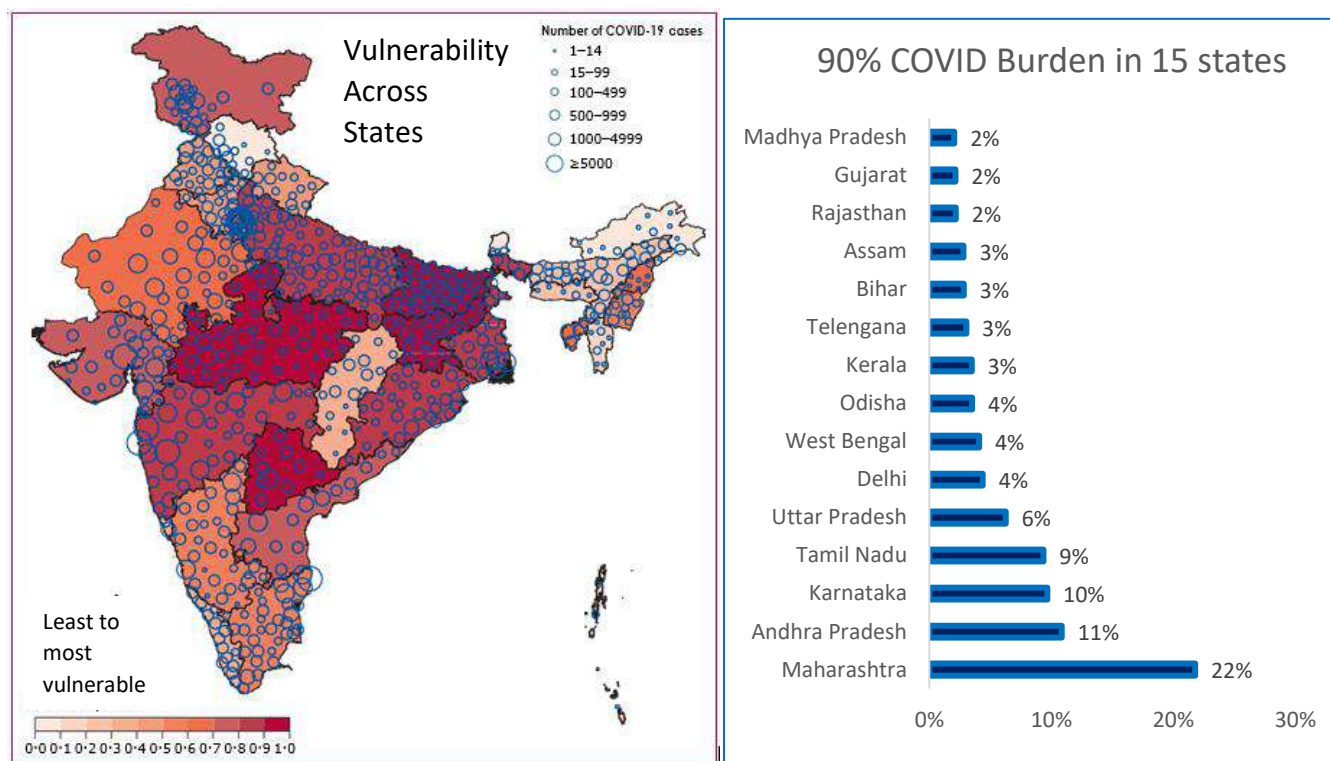 Vulnerability
Across
States
Number of COVID-19 cases
1–14
15–99
100–499
500–999
1000–4999
≥5000
Least to
most
vulnerable
0·0 0·1 0·2 0·3 0·4 0·5 0·6 0·7 0·8 0·9 1·0
90% COVID Burden in 15 states
Madhya Pradesh 2%
Gujarat 2%
Rajasthan 2%
Assam 3%
Bihar 3%
Telengana 3%
Kerala 3%
Odisha 4%
West Bengal 4%
Delhi 4%
Uttar Pradesh 6%
Tamil Nadu 9%
Karnataka 10%
Andhra Pradesh 11%
Maharashtra 22%
0% 10% 20% 30%